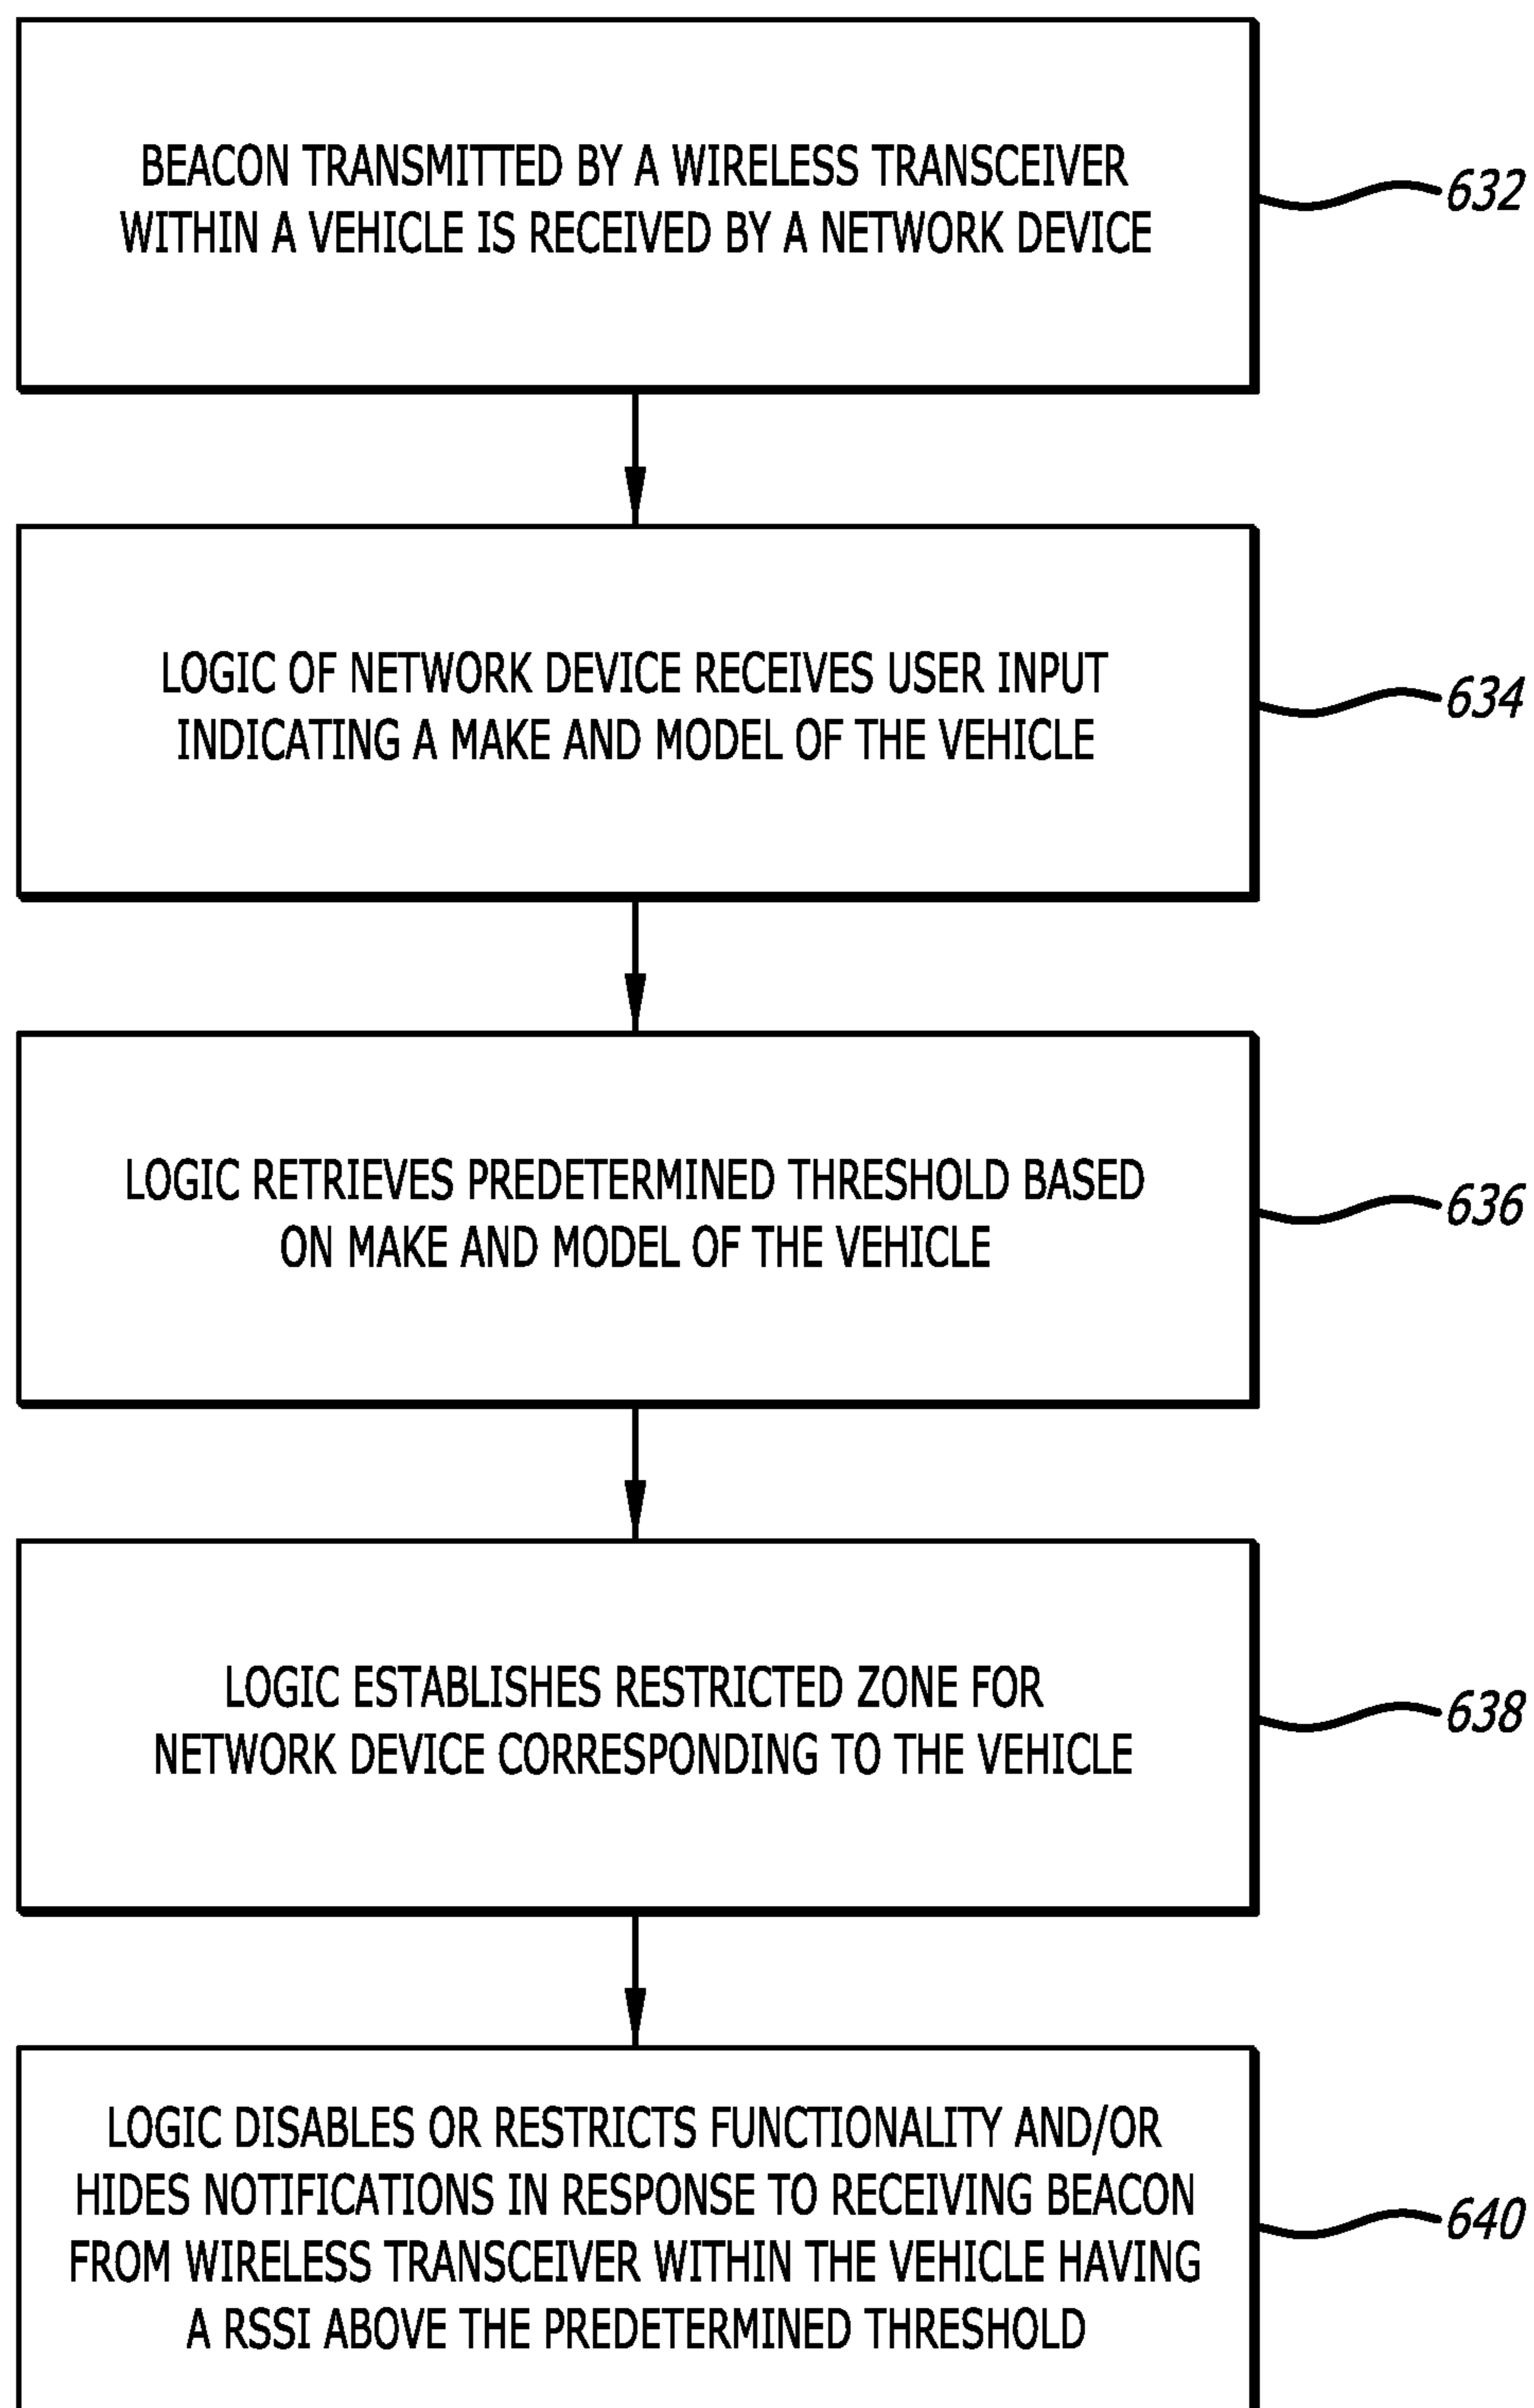 BEACON TRANSMITTED BY A WIRELESS TRANSCEIVER
WITHIN A VEHICLE IS RECEIVED BY A NETWORK DEVICE
632
LOGIC OF NETWORK DEVICE RECEIVES USER INPUT
INDICATING A MAKE AND MODEL OF THE VEHICLE
634
LOGIC RETRIEVES PREDETERMINED THRESHOLD BASED
ON MAKE AND MODEL OF THE VEHICLE
636
LOGIC ESTABLISHES RESTRICTED ZONE FOR
NETWORK DEVICE CORRESPONDING TO THE VEHICLE
638
LOGIC DISABLES OR RESTRICTS FUNCTIONALITY AND/OR
HIDES NOTIFICATIONS IN RESPONSE TO RECEIVING BEACON
FROM WIRELESS TRANSCEIVER WITHIN THE VEHICLE HAVING
A RSSI ABOVE THE PREDETERMINED THRESHOLD
640